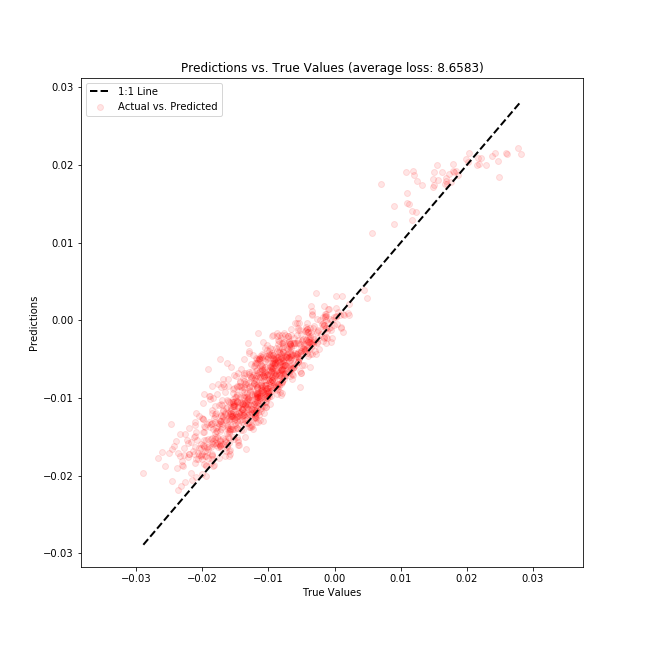 Predictions vs. True Values (average loss: 8.6583)
1:1 Line
Actual vs. Predicted
0.03
0.02
0.01
0.00
−0.01
−0.02
−0.03
Predictions
−0.03 −0.02 −0.01 0.00 0.01 0.02 0.03
True Values